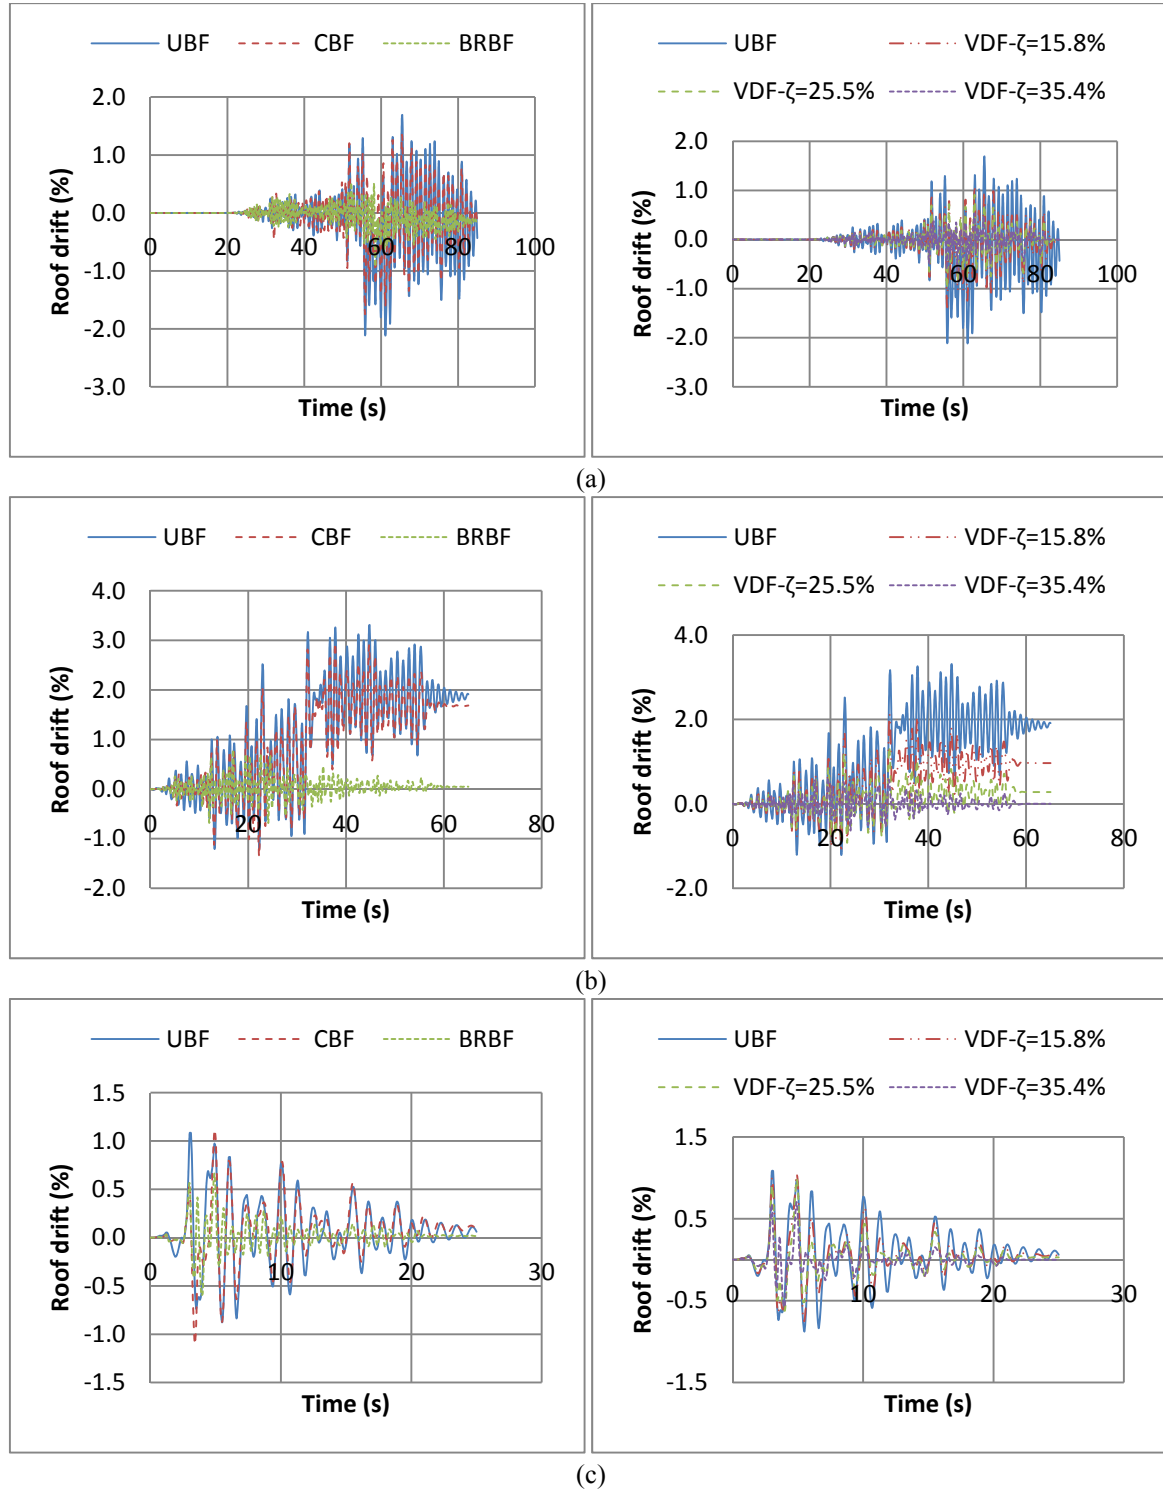 UBF CBF BRBF
2.0
1.0
0.0
-1.0
-2.0
-3.0
0 20 40 60 80 100
Roof drift (%)
Time (s)
UBF VDF-ζ=15.8%
VDF-ζ=25.5% VDF-ζ=35.4%
2.0
1.0
0.0
-1.0
-2.0
-3.0
0 20 40 60 80 100
Roof drift (%)
Time (s)
(a)
UBF CBF BRBF
4.0
3.0
2.0
1.0
0.0
-1.0
-2.0
0 20 40 60 80
Roof drift (%)
Time (s)
UBF VDF-ζ=15.8%
VDF-ζ=25.5% VDF-ζ=35.4%
4.0
2.0
0.0
-2.0
0 20 40 60 80
Roof drift (%)
Time (s)
(b)
UBF CBF BRBF
1.5
1.0
0.5
0.0
-0.5
-1.0
-1.5
0 10 20 30
Roof drift (%)
Time (s)
UBF VDF-ζ=15.8%
VDF-ζ=25.5% VDF-ζ=35.4%
1.5
0.5
-0.5
-1.5
0 10 20 30
Roof drift (%)
Time (s)
(c)